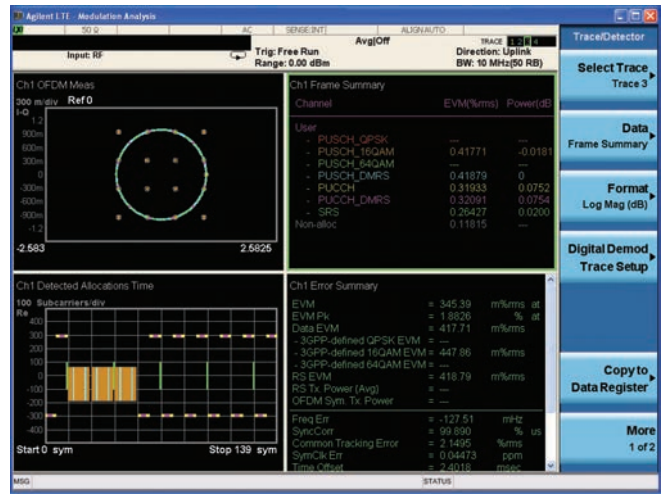 Agilent LTE - Modulation Analysis
50 Ω AC SENSE:INT ALIGN AUTO
Input: RF
Trig: Free Run
Range: 0.00 dBm
Avg|Off
TRACE 1 2 3 4
Direction: Uplink
BW: 10 MHz(50 RB)
Trace/Detector
Select Trace
Trace 3
Data
Frame Summary
Format
Log Mag (dB)
Digital Demod
Trace Setup
Copy to
Data Register
More
1 of 2
Ch1 OFDM Meas
300 m/div Ref 0
I-Q
1.2
900m
600m
300m
0
-300m
-600m
-900m
-1.2
-2.583 2.5825
Ch1 Frame Summary
Channel EVM(%rms) Power(dB
User
- PUSCH_QPSK --- ---
- PUSCH_16QAM 0.41771 -0.0181
- PUSCH_64QAM --- ---
- PUSCH_DMRS 0.41879 0
- PUCCH 0.31933 0.0752
- PUCCH_DMRS 0.32091 0.0754
- SRS 0.26427 0.0200
Non-alloc 0.11815 ---
Ch1 Detected Allocations Time
100 Subcarriers/div
Re
400
300
200
100
0
-100
-200
-300
-400
Start 0 sym Stop 139 sym
Ch1 Error Summary
EVM = 345.39 m%rms at
EVM Pk = 1.8826 % at
Data EVM = 417.71 m%rms
- 3GPP-defined QPSK EVM = ---
- 3GPP-defined 16QAM EVM = 447.86 m%rms
- 3GPP-defined 64QAM EVM = ---
RS EVM = 418.79 m%rms
RS Tx. Power (Avg) = ---
OFDM Sym. Tx. Power = ---
Freq Err = -127.51 mHz
SyncCorr = 99.890 % us
Common Tracking Error = 2.1495 %rms
SymClk Err = 0.04473 ppm
Time Offset = 2.4018 msec
MSG STATUS